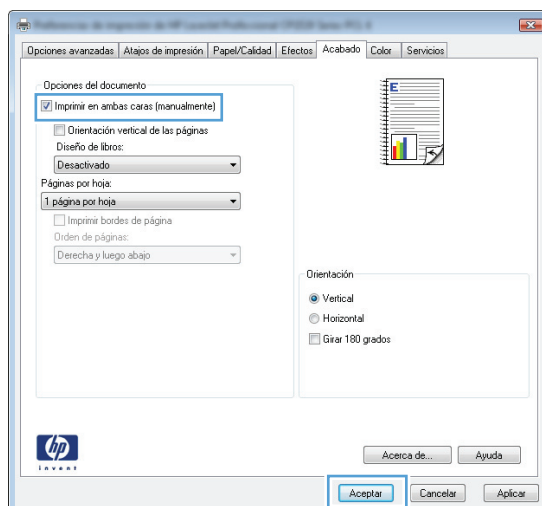 Opciones avanzadas Atajos de impresión Papel/Calidad Efectos Acabado Color Servicios
Opciones del documento
Imprimir en ambas caras (manualmente)
Orientación vertical de las páginas
Diseño de libros:
Desactivado
Páginas por hoja:
1 página por hoja
Imprimir bordes de página
Orden de páginas:
Derecha y luego abajo
E
Orientación
Vertical
Horizontal
Girar 180 grados
hp
invent
Acerca de... Ayuda
Aceptar Cancelar Aplicar